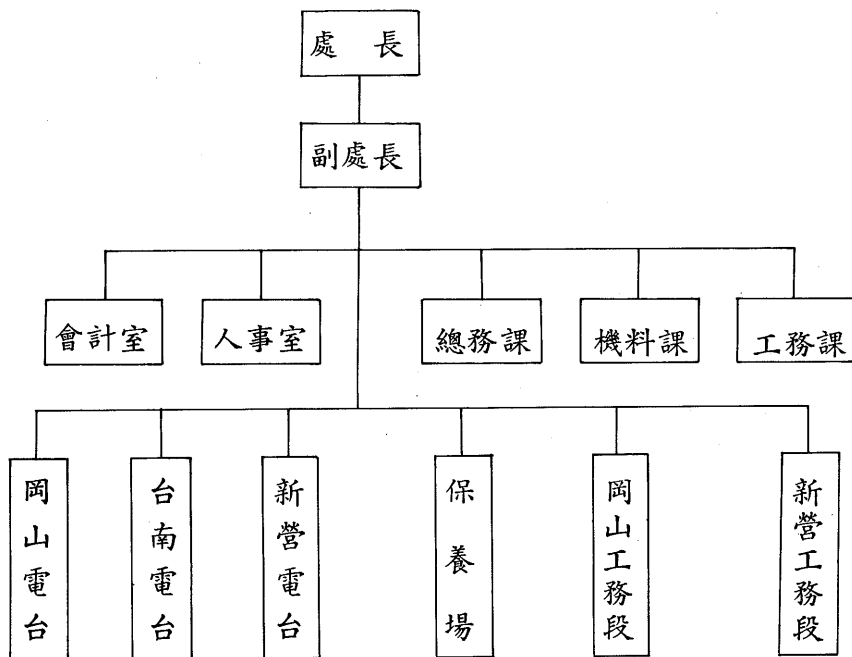 處長
副處長
會計室
人事室
總務課
機料課
工務課
岡山電台
台南電台
新營電台
保養場
岡山工務段
新營工務段